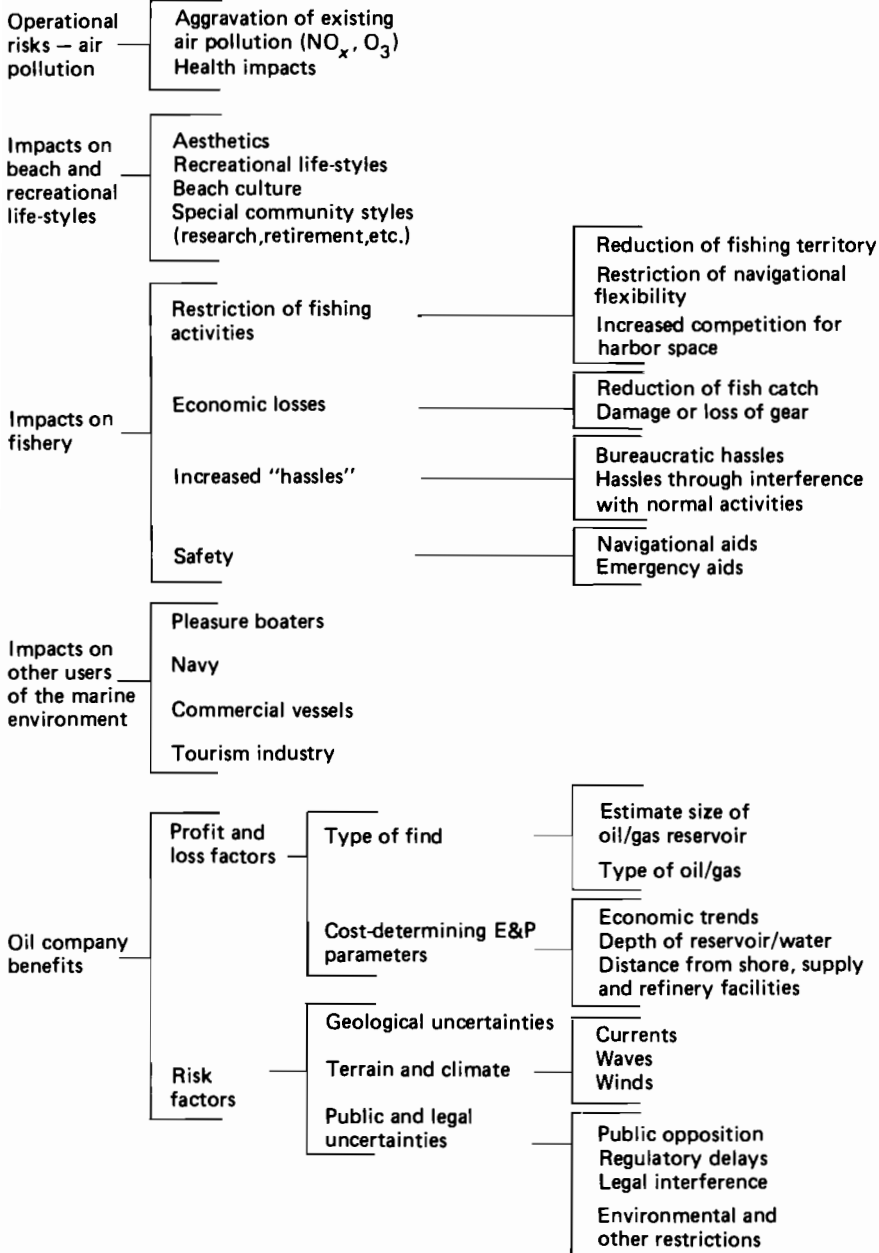 Operational
risks – air
pollution
Aggravation of existing
air pollution (NOx, O3)
Health impacts
Impacts on
beach and
recreational
life-styles
Aesthetics
Recreational life-styles
Beach culture
Special community styles
(research,retirement,etc.)
Impacts on
fishery
Restriction of fishing
activities
Reduction of fishing territory
Restriction of navigational
flexibility
Increased competition for
harbor space
Economic losses
Reduction of fish catch
Damage or loss of gear
Increased "hassles"
Bureaucratic hassles
Hassles through interference
with normal activities
Safety
Navigational aids
Emergency aids
Impacts on
other users
of the marine
environment
Pleasure boaters
Navy
Commercial vessels
Tourism industry
Oil company
benefits
Profit and
loss factors
Type of find
Estimate size of
oil/gas reservoir
Type of oil/gas
Cost-determining E&P
parameters
Economic trends
Depth of reservoir/water
Distance from shore, supply
and refinery facilities
Risk
factors
Geological uncertainties
Terrain and climate
Currents
Waves
Winds
Public and legal
uncertainties
Public opposition
Regulatory delays
Legal interference
Environmental and
other restrictions